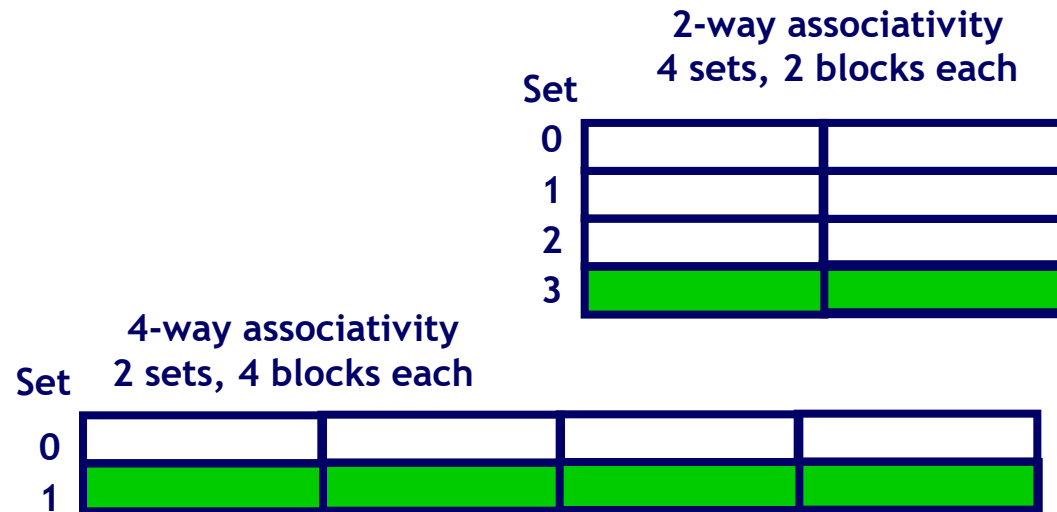 2-way associativity
4 sets, 2 blocks each
Set
0
1
2
3
4-way associativity
2 sets, 4 blocks each
Set
0
1